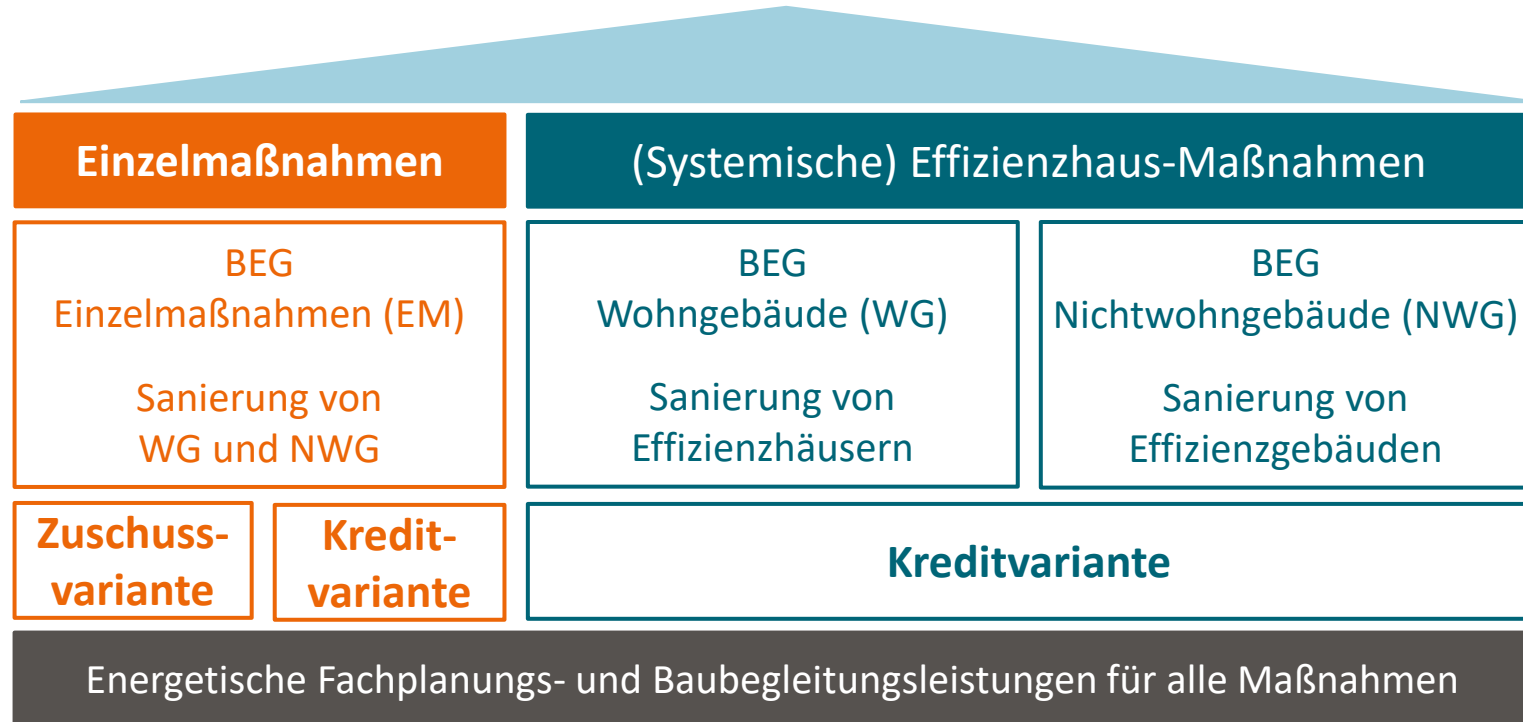 Einzelmaßnahmen
(Systemische) Effizienzhaus-Maßnahmen
BEG
Einzelmaßnahmen (EM)
Sanierung von
WG und NWG
BEG
Wohngebäude (WG)
Sanierung von
Effizienzhäusern
BEG
Nichtwohngebäude (NWG)
Sanierung von
Effizienzgebäuden
Zuschuss-
variante
Kredit-
variante
Kreditvariante
Energetische Fachplanungs- und Baubegleitungsleistungen für alle Maßnahmen